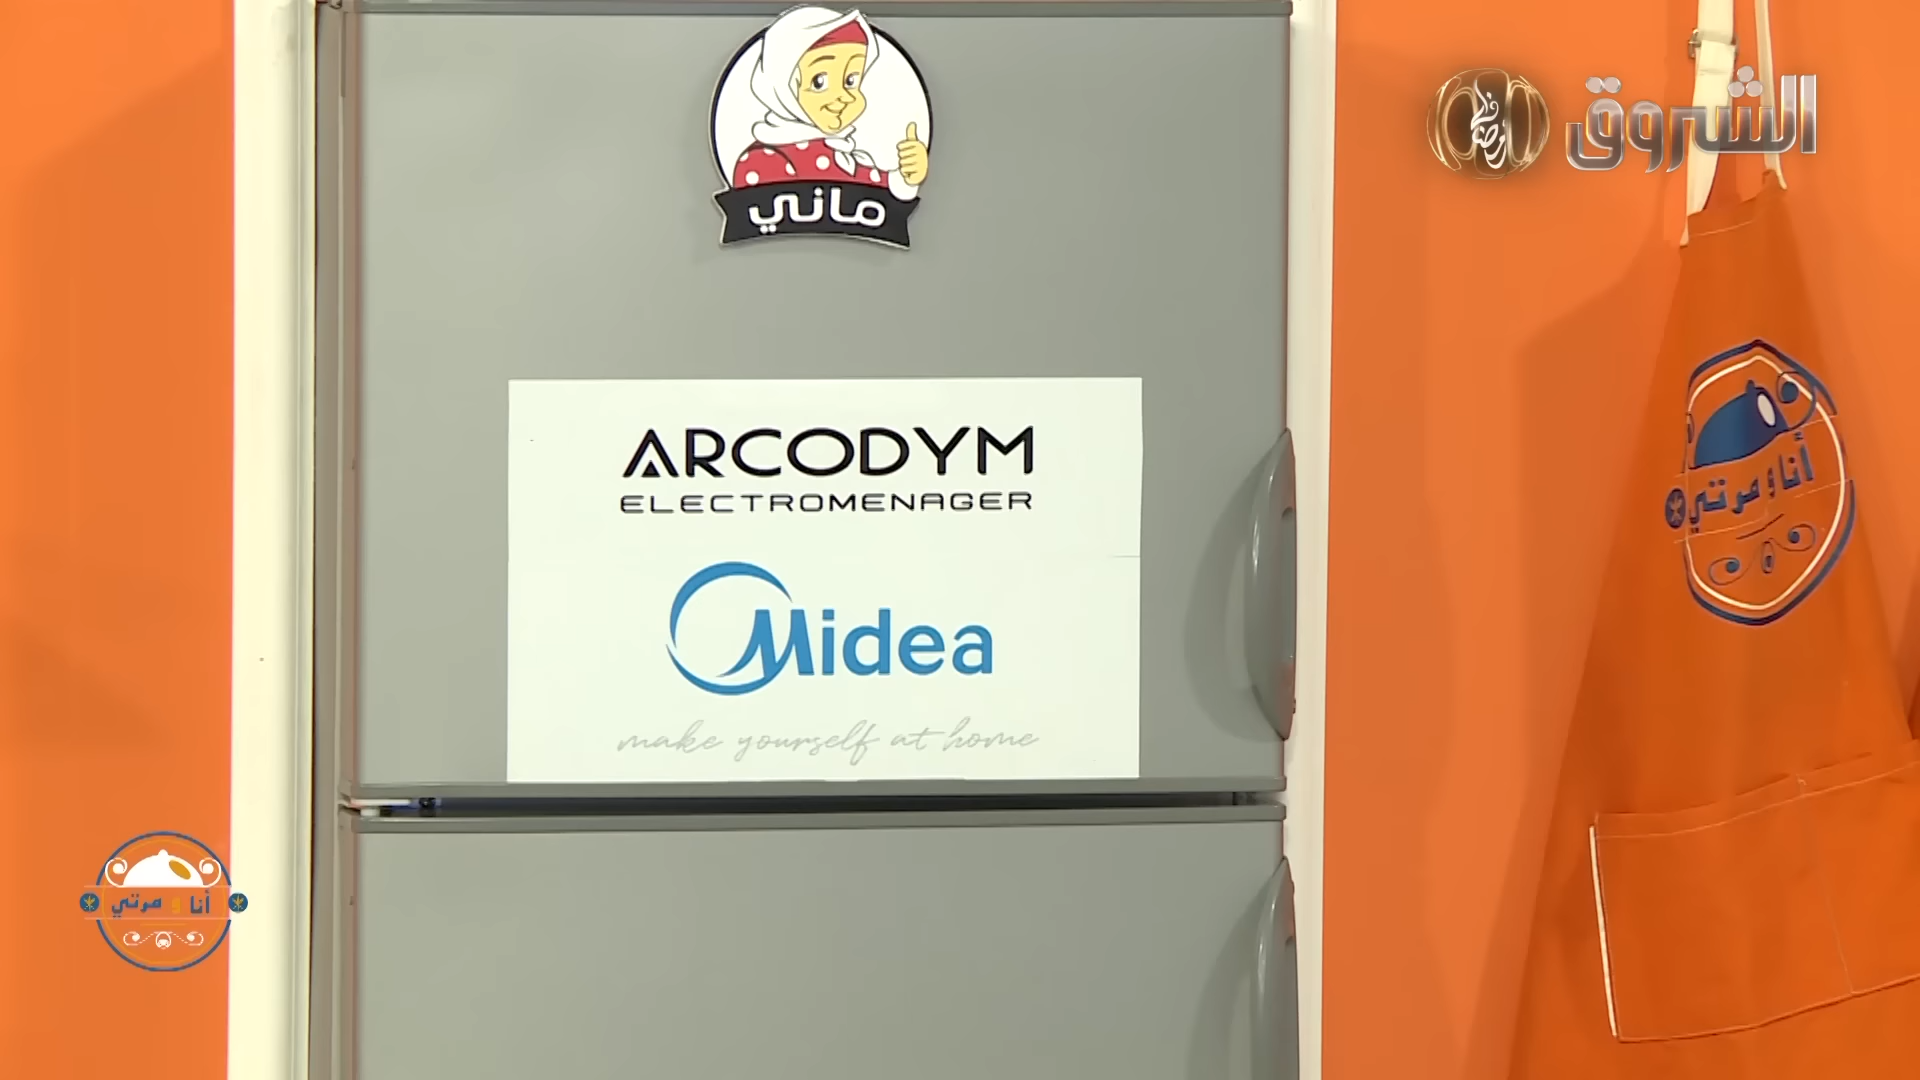 ماني
الشروق
ARCODYM
ELECTROMENAGER
Midea
make yourself at home
أنا و مرتي
أنا و مرتي